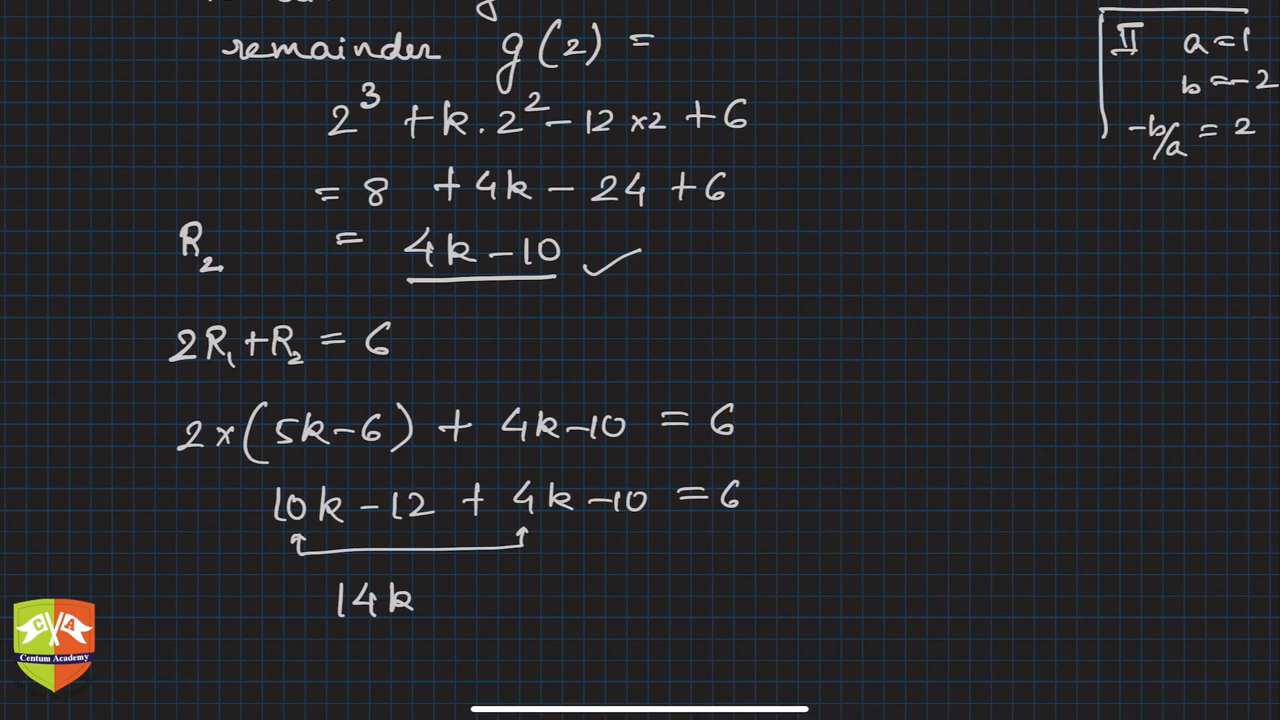 remainder g(2) =
2³ + k . 2² - 12 ×2 + 6
= 8 + 4k - 24 + 6
R₂ = 4k - 10 ✓
2R₁ + R₂ = 6
2 × (5k - 6) + 4k - 10 = 6
10k - 12 + 4k - 10 = 6
14k
II a = 1
b = -2
-b/a = 2
C A
Centum Academy